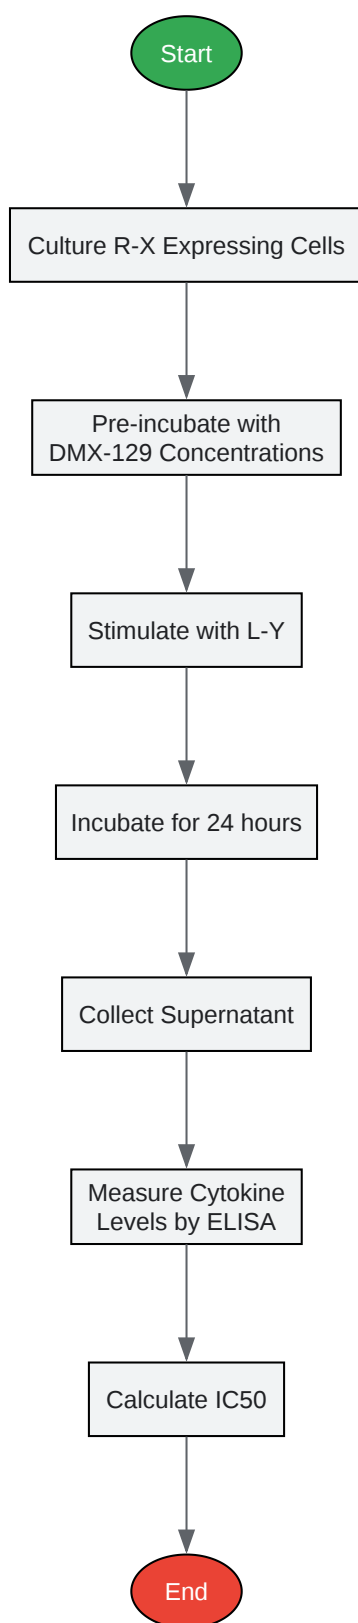 Start
Culture R-X Expressing Cells
Pre-incubate with
DMX-129 Concentrations
Stimulate with L-Y
Incubate for 24 hours
Collect Supernatant
Measure Cytokine
Levels by ELISA
Calculate IC50
End